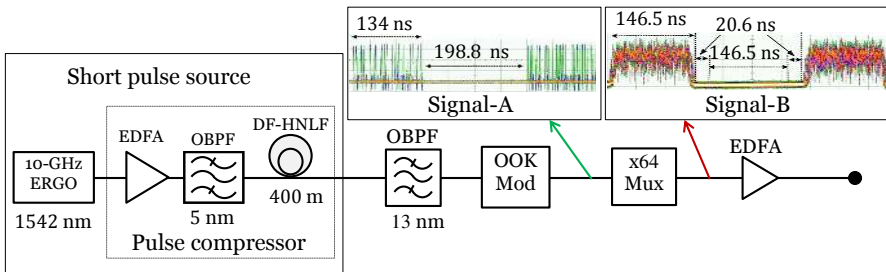 134 ns
198.8 ns
Signal-A
146.5 ns
20.6 ns
146.5 ns
Signal-B
Short pulse source
EDFA
OBPF
DF-HNLF
10-GHz
ERGO
1542 nm
5 nm
400 m
Pulse compressor
OBPF
13 nm
OOK
Mod
x64
Mux
EDFA